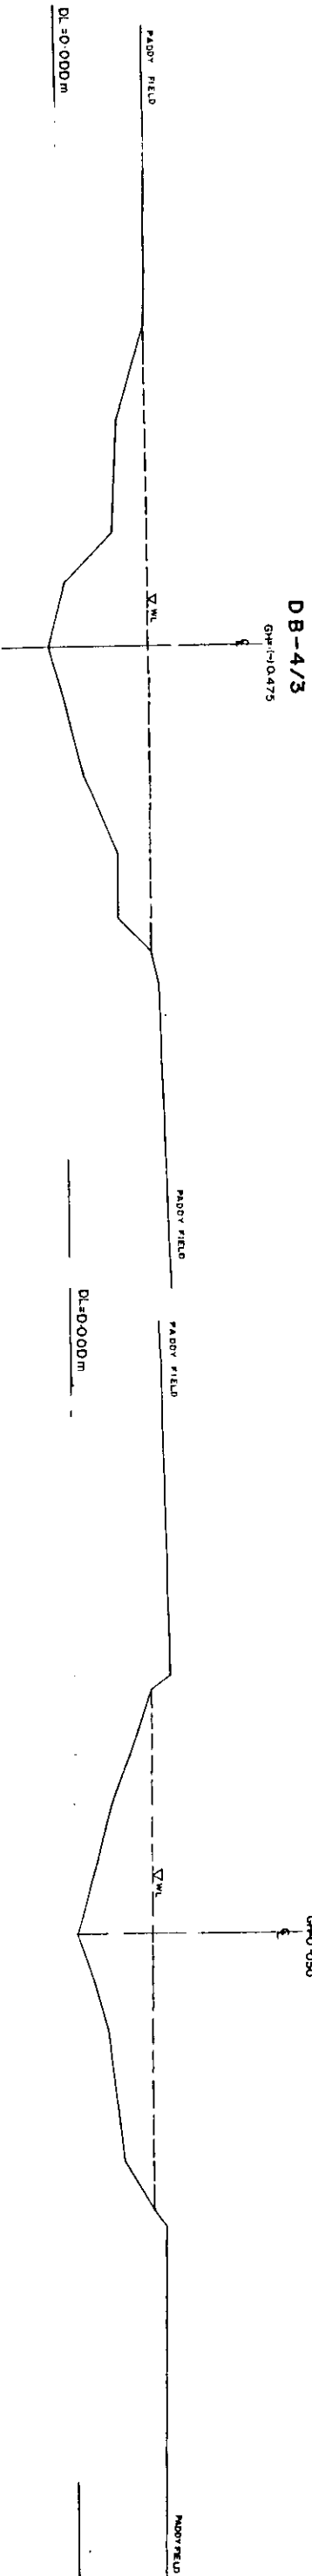 DB-4/3
GH=(-)0.475
PADDY FIELD
DL=0.000m
WL
PADDY FIELD
PADDY FIELD
DL=0.000m
WL
PADDY FIELD